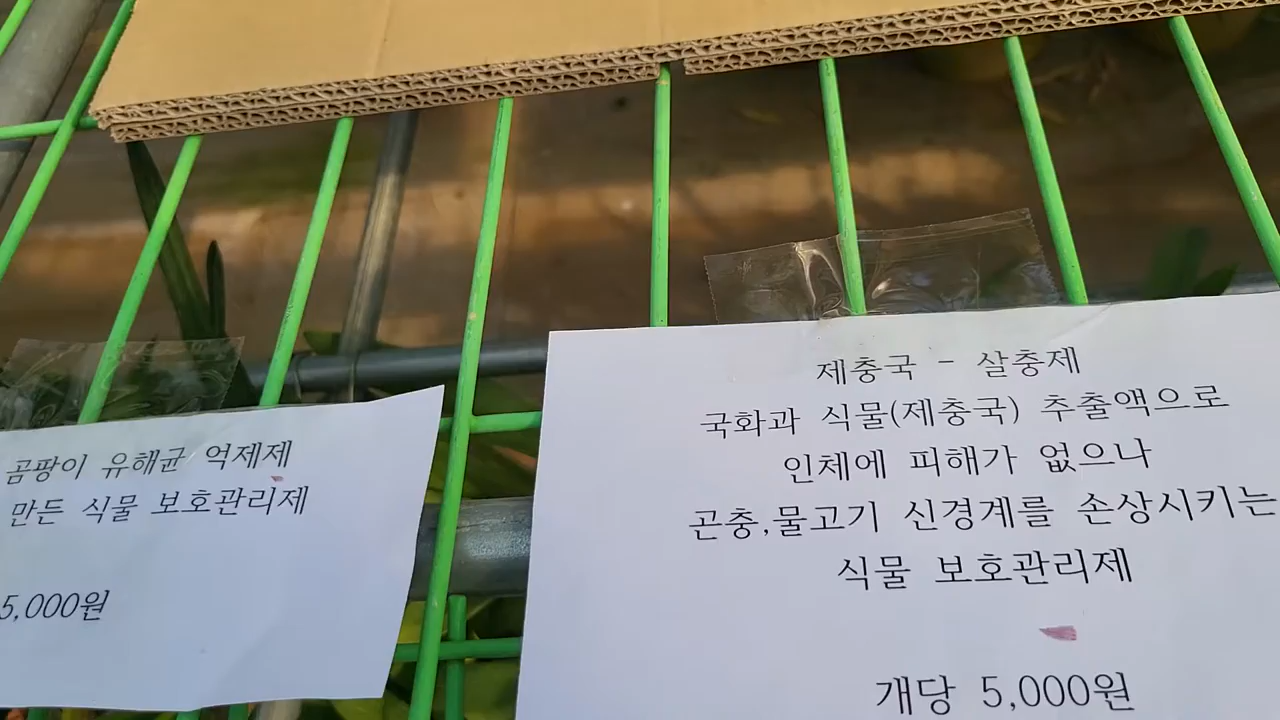 곰팡이 유해균 억제제
만든 식물 보호관리제
5,000원
제충국 - 살충제
국화과 식물(제충국) 추출액으로
인체에 피해가 없으나
곤충,물고기 신경계를 손상시키는
식물 보호관리제
개당 5,000원